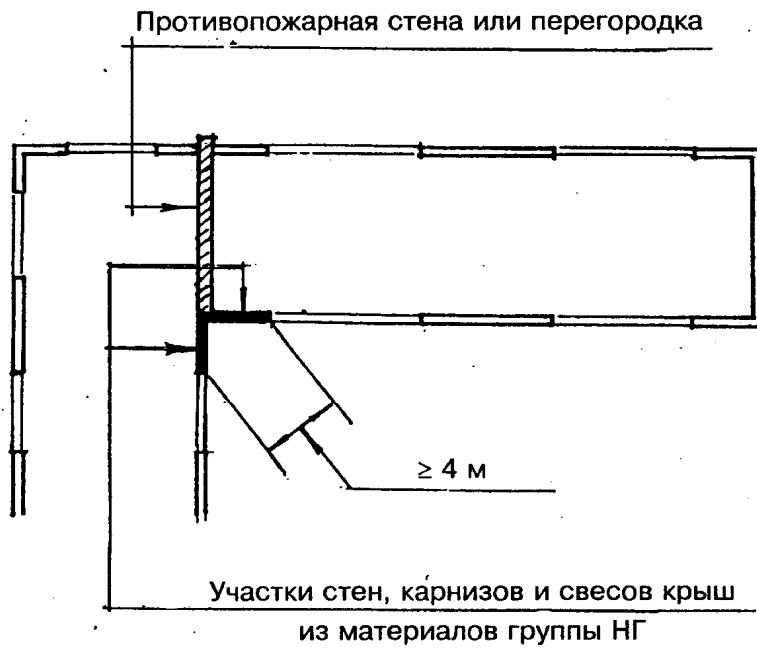 Противопожарная стена или перегородка
≥ 4 м
Участки стен, карнизов и свесов крыш
из материалов группы НГ